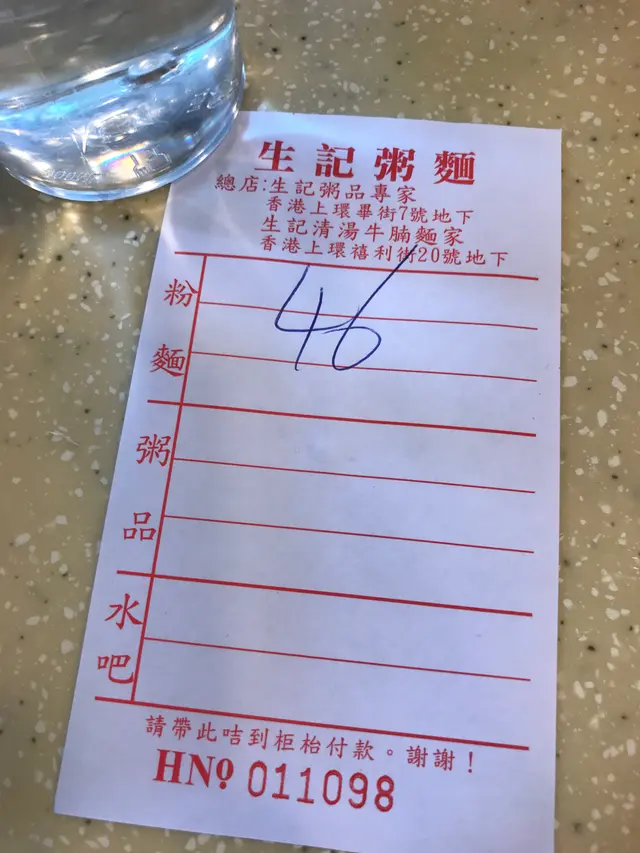 生記粥麵
總店:生記粥品專家
香港上環畢街7號地下
生記清湯牛腩麵家
香港上環禧利街20號地下
粉麵
46
粥品
水吧
請帶此咭到柜枱付款。謝謝！
HNo 011098